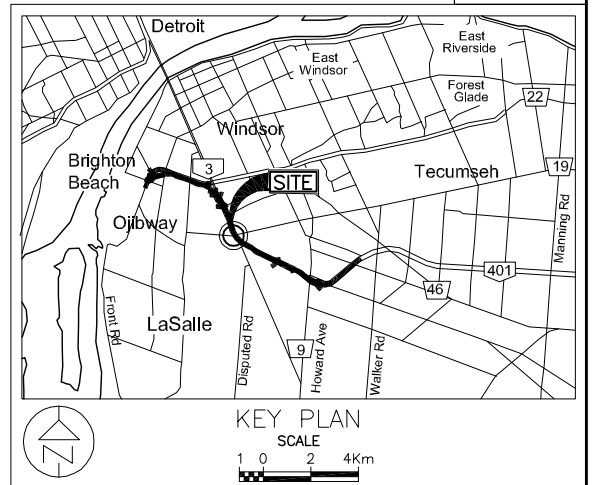 Detroit
East
Riverside
East
Windsor
Forest
Glade
22
Windsor
19
Brighton
Beach
3
SITE
Tecumseh
Manning Rd
Ojibway
401
46
Front Rd
LaSalle
Disputed Rd
9
Howard Ave
Walker Rd
KEY PLAN
SCALE
1 0 2 4Km
N